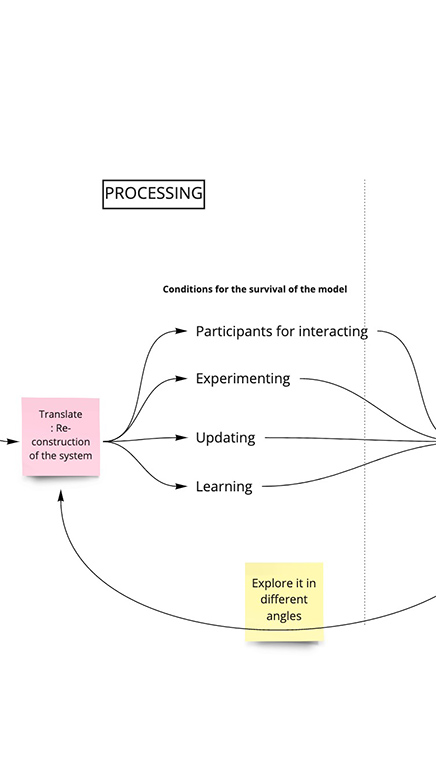 PROCESSING
Conditions for the survival of the model
Participants for interacting
Experimenting
Translate
: Re-
construction
of the system
Updating
Learning
Explore it in
different
angles